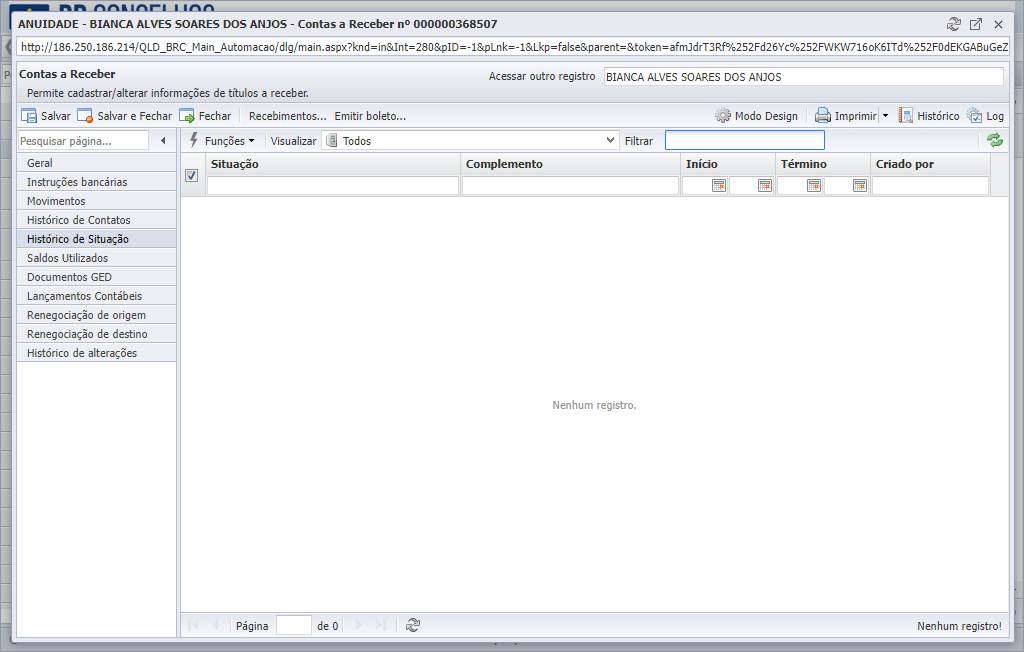 ANUIDADE - BIANCA ALVES SOARES DOS ANJOS - Contas a Receber nº 000000368507
http://186.250.186.214/QLD_BRC_Main_Automacao/dlg/main.aspx?knd=in&Int=280&pID=-1&pLnk=-1&Lkp=false&parent=&token=afmJdrT3Rf%252Fd26Yc%252FWKW716oK6ITd%252F0dEKGABuGeZ
Contas a Receber
Acessar outro registro BIANCA ALVES SOARES DOS ANJOS
Permite cadastrar/alterar informações de títulos a receber.
Salvar Salvar e Fechar Fechar Recebimentos... Emitir boleto... Modo Design Imprimir Histórico Log
Pesquisar página... Funções Visualizar Todos Filtrar
Situação Complemento Início Término Criado por
Geral
Instruções bancárias
Movimentos
Histórico de Contatos
Histórico de Situação
Saldos Utilizados
Documentos GED
Lançamentos Contábeis
Renegociação de origem
Renegociação de destino
Histórico de alterações
Nenhum registro.
Página de 0
Nenhum registro!